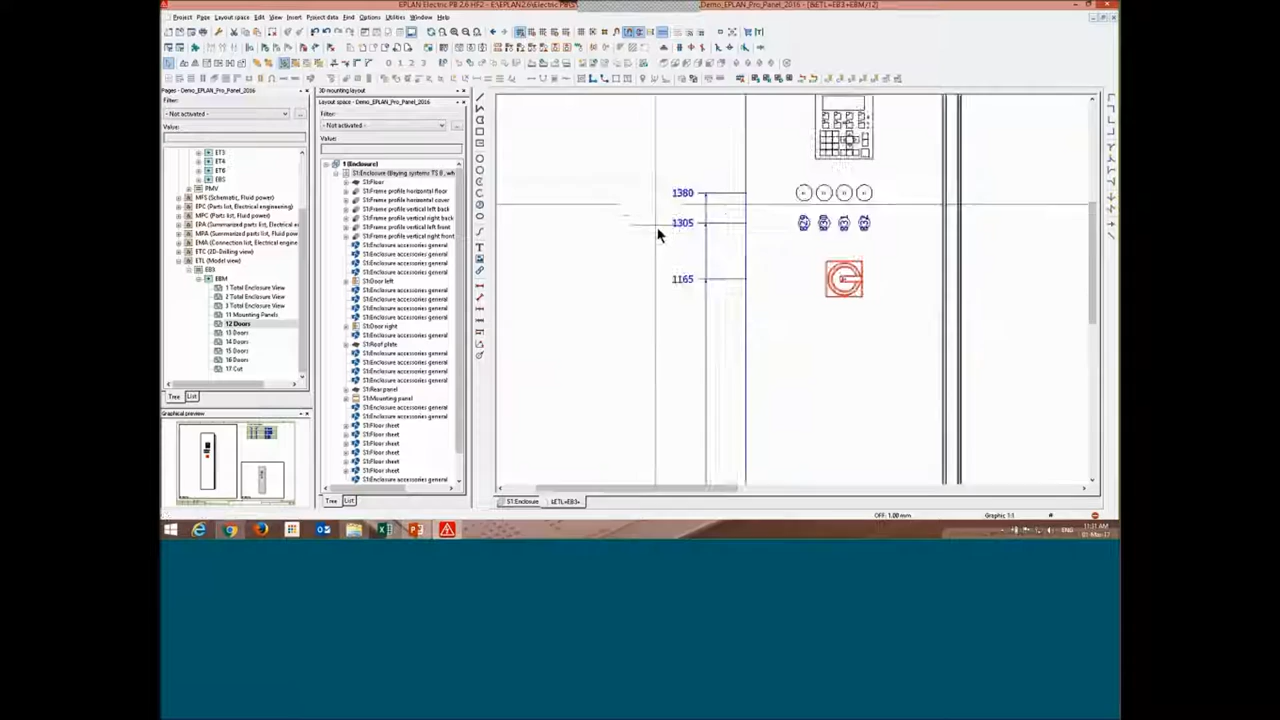 EPLAN Electric P8 2.6 HF2 - E:\EPLAN2.6\Electric P8\
_Demo_EPLAN_Pro_Panel_2016 - [&ETL=EB3+EBM/12]
Project Page Layout space Edit View Insert Project data Find Options Utilities Window Help
Pages - Demo_EPLAN_Pro_Panel_2016
Filter:
- Not activated -
...
Value:
ET3
ET4
ET6
EB5
PMV
MFS (Schematic, Fluid power)
EPC (Parts list, Electrical engineering)
MPC (Parts list, Fluid power)
EPA (Summarized parts list, Electrical e
MPA (Summarized parts list, Fluid pow
EMA (Connection list, Electrical engine
ETC (2D-Drilling view)
ETL (Model view)
EB3
EBM
1 Total Enclosure View
2 Total Enclosure View
3 Total Enclosure View
11 Mounting Panels
12 Doors
13 Doors
14 Doors
15 Doors
16 Doors
17 Cut
Tree List
Graphical preview
3D mounting layout
Layout space - Demo_EPLAN_Pro_Panel_2016
Filter:
- Not activated -
...
Value:
1 (Enclosure)
S1:Enclosure (Baying systems TS 8 , wh
S1:Floor
S1:Frame profile horizontal floor
S1:Frame profile horizontal cover
S1:Frame profile vertical left back
S1:Frame profile vertical right back
S1:Frame profile vertical left front
S1:Frame profile vertical right front
S1:Enclosure accessories general
S1:Enclosure accessories general
S1:Enclosure accessories general
S1:Enclosure accessories general
S1:Door left
S1:Enclosure accessories general
S1:Enclosure accessories general
S1:Enclosure accessories general
S1:Enclosure accessories general
S1:Door right
S1:Enclosure accessories general
S1:Roof plate
S1:Enclosure accessories general
S1:Enclosure accessories general
S1:Enclosure accessories general
S1:Enclosure accessories general
S1:Rear panel
S1:Mounting panel
S1:Enclosure accessories general
S1:Enclosure accessories general
S1:Floor sheet
S1:Floor sheet
S1:Floor sheet
S1:Floor sheet
S1:Floor sheet
S1:Floor sheet
S1:Enclosure accessories general
Tree List
1380
1305
1165
S1:Enclosure &ETL=EB3+
OFF: 1.00 mm
Graphic 1:1
#
ENG
11:31 AM
01-Mar-17